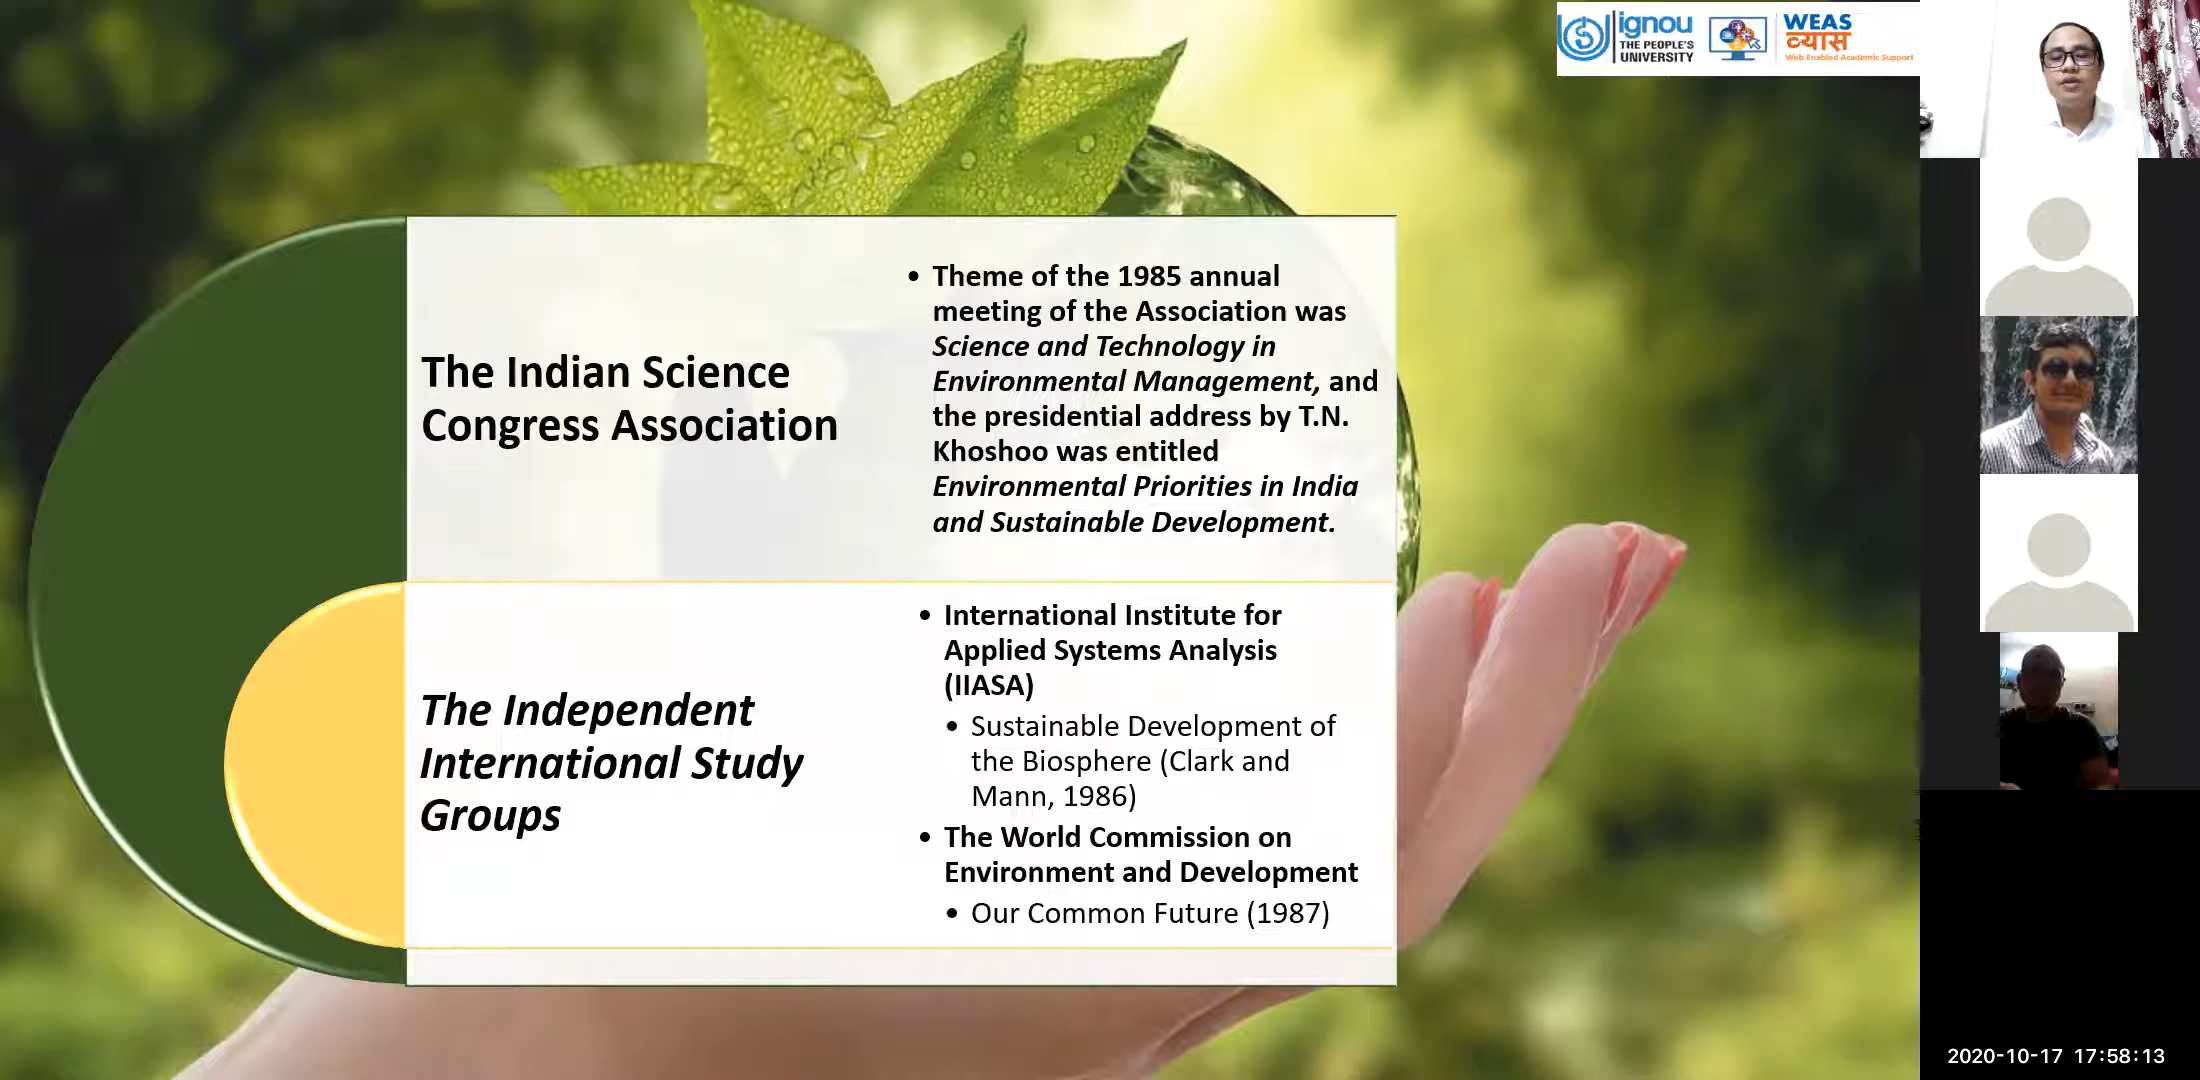 ignou
THE PEOPLE'S
UNIVERSITY
WEAS
व्यास
Web Enabled Academic Support
The Indian Science
Congress Association
• Theme of the 1985 annual
meeting of the Association was
Science and Technology in
Environmental Management, and
the presidential address by T.N.
Khoshoo was entitled
Environmental Priorities in India
and Sustainable Development.
The Independent
International Study
Groups
• International Institute for
Applied Systems Analysis
(IIASA)
• Sustainable Development of
the Biosphere (Clark and
Mann, 1986)
• The World Commission on
Environment and Development
• Our Common Future (1987)
2020-10-17 17:58:13